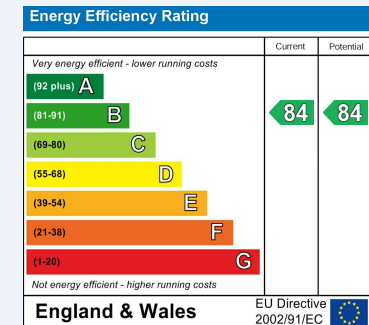 Energy Efficiency Rating
Current Potential
Very energy efficient - lower running costs
(92 plus) A
(81-91) B 84 84
(69-80) C
(55-68) D
(39-54) E
(21-38) F
(1-20) G
Not energy efficient - higher running costs
England & Wales
EU Directive
2002/91/EC